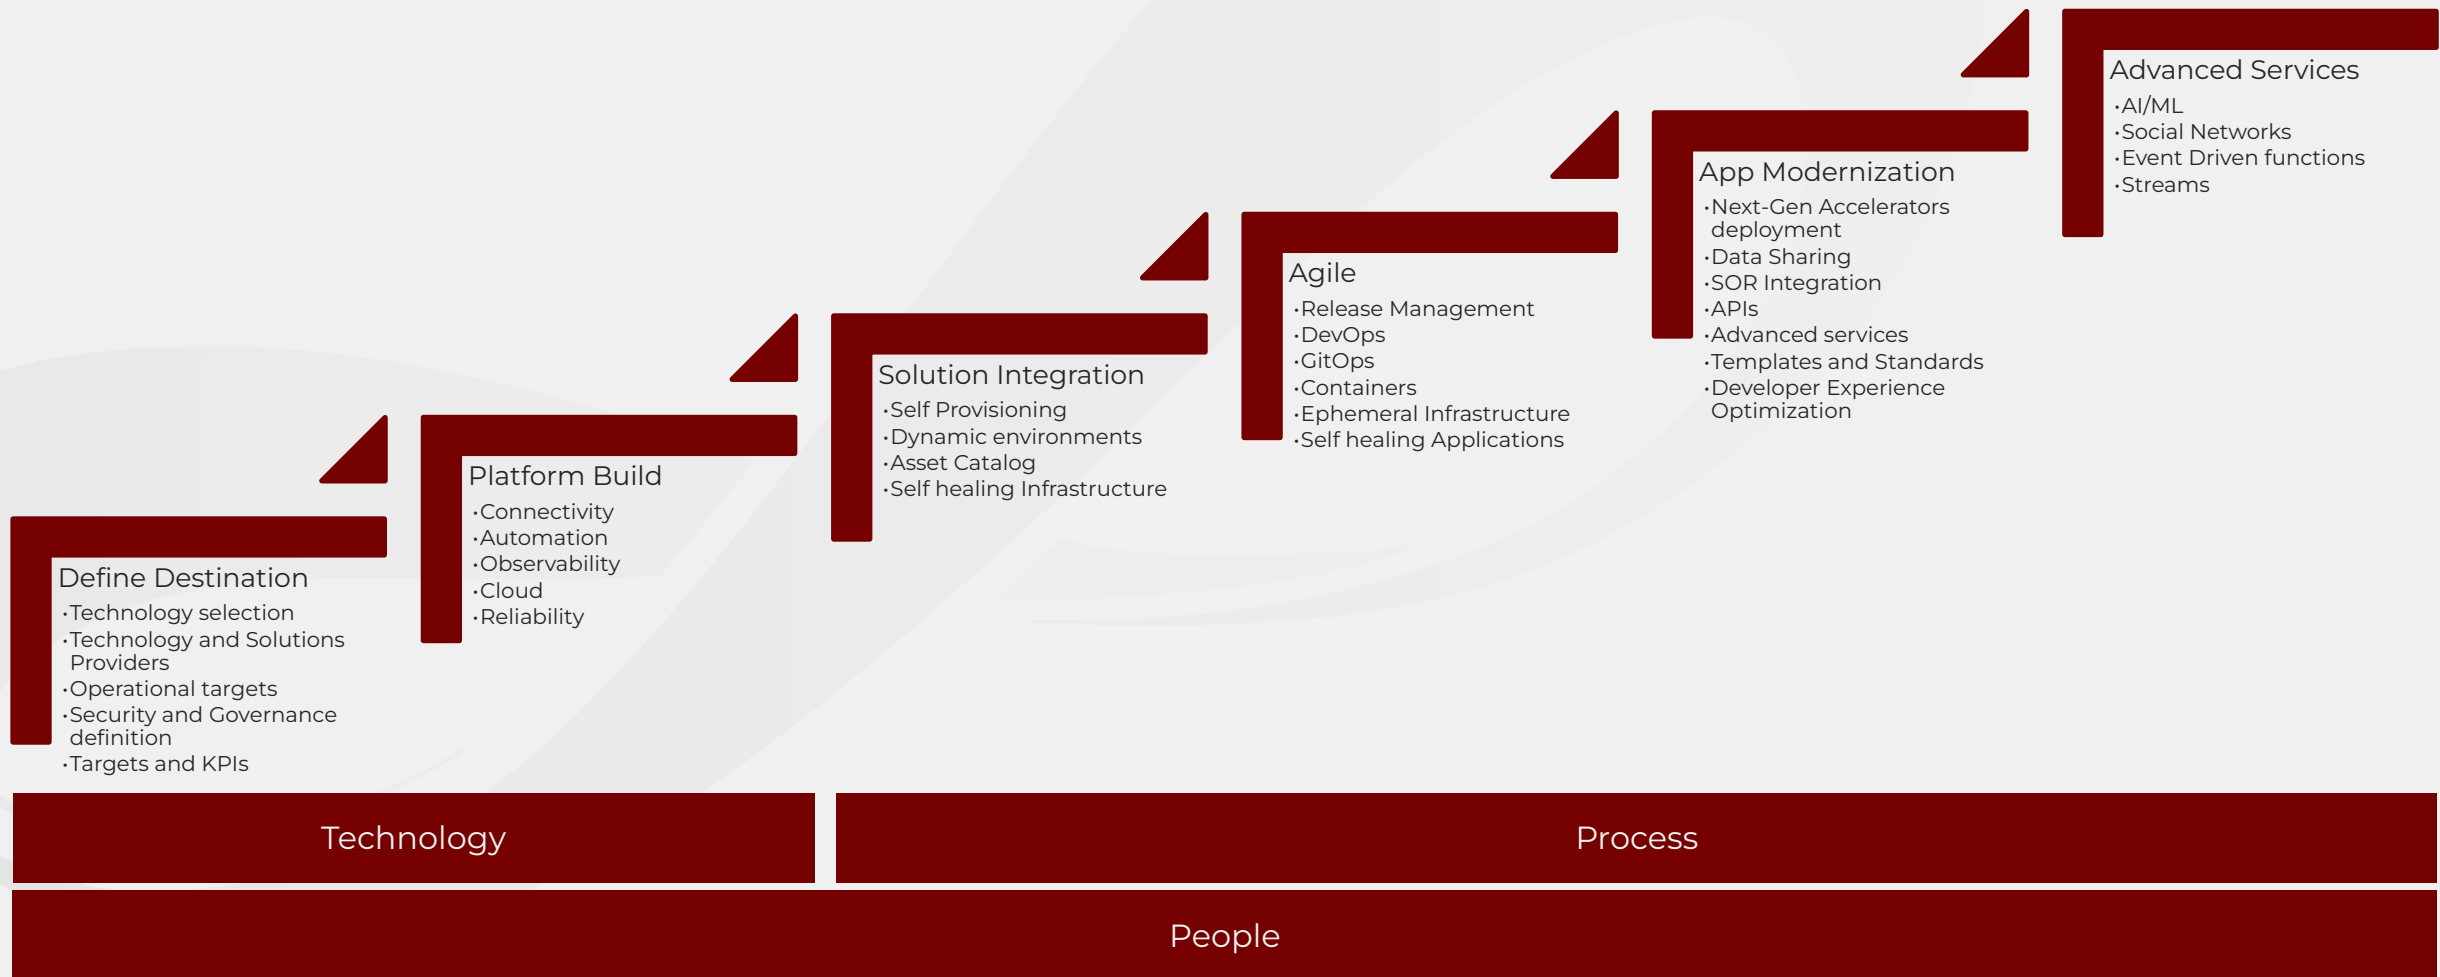 Define Destination
·Technology selection
·Technology and Solutions
Providers
·Operational targets
·Security and Governance
definition
·Targets and KPIs
Platform Build
·Connectivity
·Automation
·Observability
·Cloud
·Reliability
Solution Integration
·Self Provisioning
·Dynamic environments
·Asset Catalog
·Self healing Infrastructure
Agile
·Release Management
·DevOps
·GitOps
·Containers
·Ephemeral Infrastructure
·Self healing Applications
App Modernization
·Next-Gen Accelerators
deployment
·Data Sharing
·SOR Integration
·APIs
·Advanced services
·Templates and Standards
·Developer Experience
Optimization
Advanced Services
·AI/ML
·Social Networks
·Event Driven functions
·Streams
Technology
Process
People